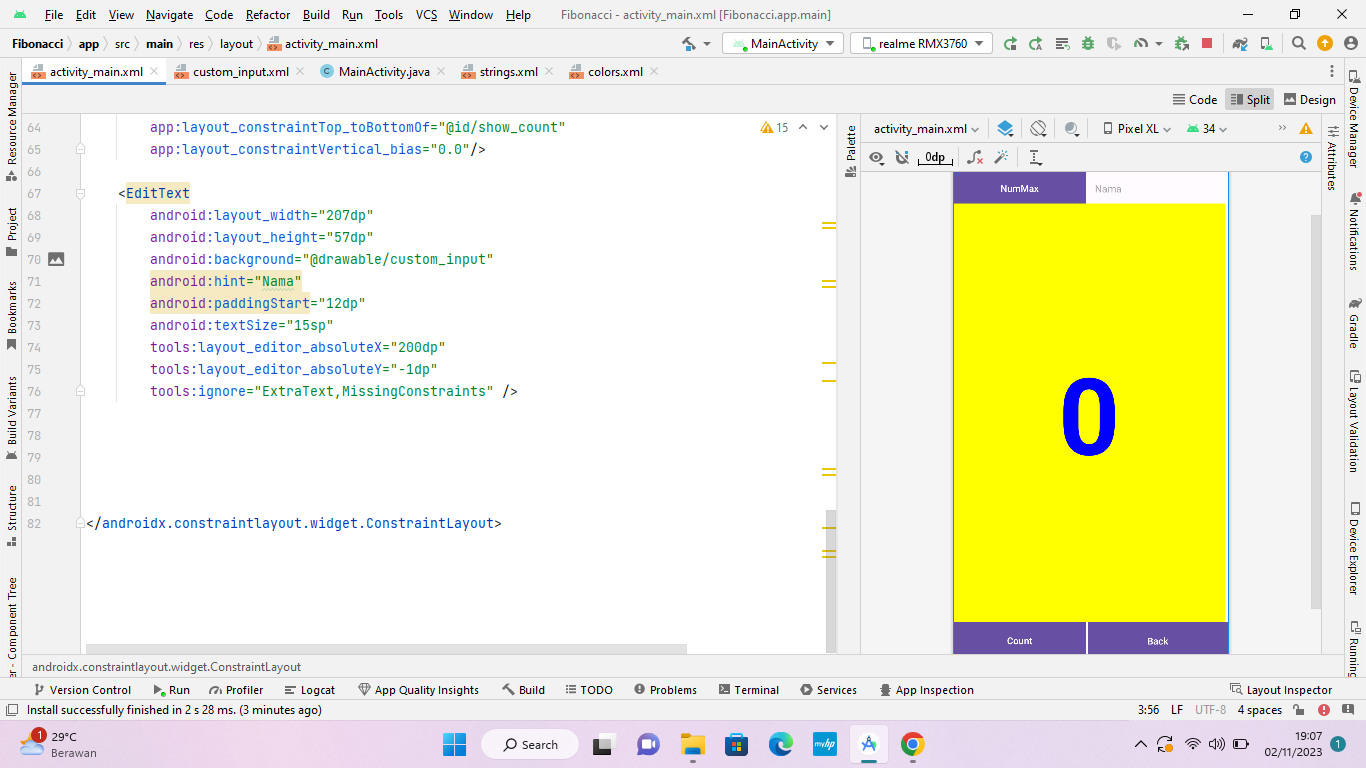 File Edit View Navigate Code Refactor Build Run Tools VCS Window Help Fibonacci - activity_main.xml [Fibonacci.app.main]
Fibonacci app src main res layout activity_main.xml MainActivity realme RMX3760
activity_main.xml custom_input.xml MainActivity.java strings.xml colors.xml
Code Split Design
Resource Manager
Project
Bookmarks
Build Variants
Structure
Component Tree
64 app:layout_constraintTop_toBottomOf="@id/show_count"
65 app:layout_constraintVertical_bias="0.0"/>
66
67 <EditText
68 android:layout_width="207dp"
69 android:layout_height="57dp"
70 android:background="@drawable/custom_input"
71 android:hint="Nama"
72 android:paddingStart="12dp"
73 android:textSize="15sp"
74 tools:layout_editor_absoluteX="200dp"
75 tools:layout_editor_absoluteY="-1dp"
76 tools:ignore="ExtraText,MissingConstraints" />
77
78
79
80
81
82 </androidx.constraintlayout.widget.ConstraintLayout>
15
Palette
activity_main.xml Pixel XL 34
0dp
NumMax Nama
0
Count Back
Attributes
Device Manager
Notifications
Gradle
Layout Validation
Device Explorer
Running
androidx.constraintlayout.widget.ConstraintLayout
Version Control Run Profiler Logcat App Quality Insights Build TODO Problems Terminal Services App Inspection Layout Inspector
Install successfully finished in 2 s 28 ms. (3 minutes ago) 3:56 LF UTF-8 4 spaces
1 29°C
Berawan
Search
myhp
19:07
02/11/2023
1